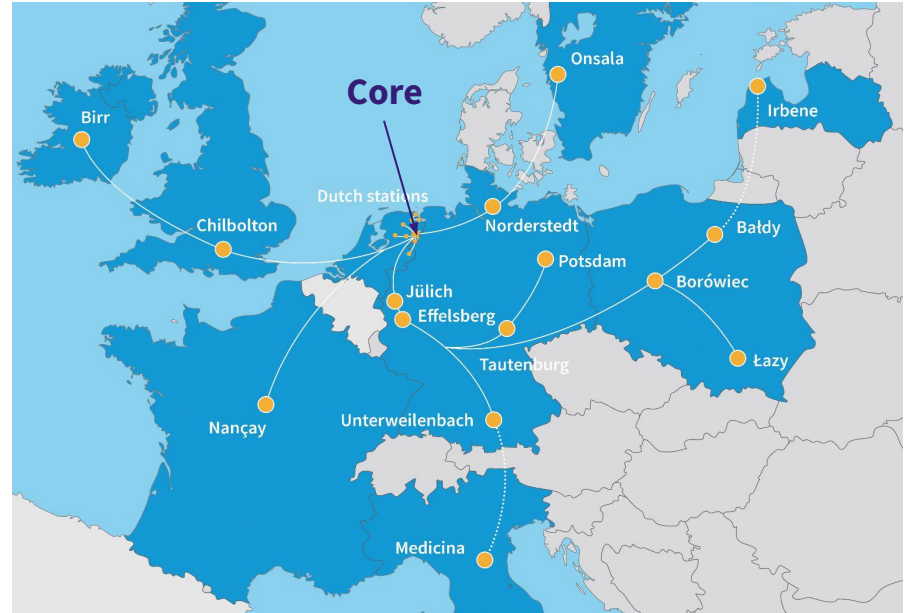 Onsala
Core
Irbene
Birr
Dutch stations
Chilbolton
Norderstedt
Bałdy
Potsdam
Borówiec
Jülich
Effelsberg
Łazy
Tautenburg
Unterweilenbach
Nançay
Medicina